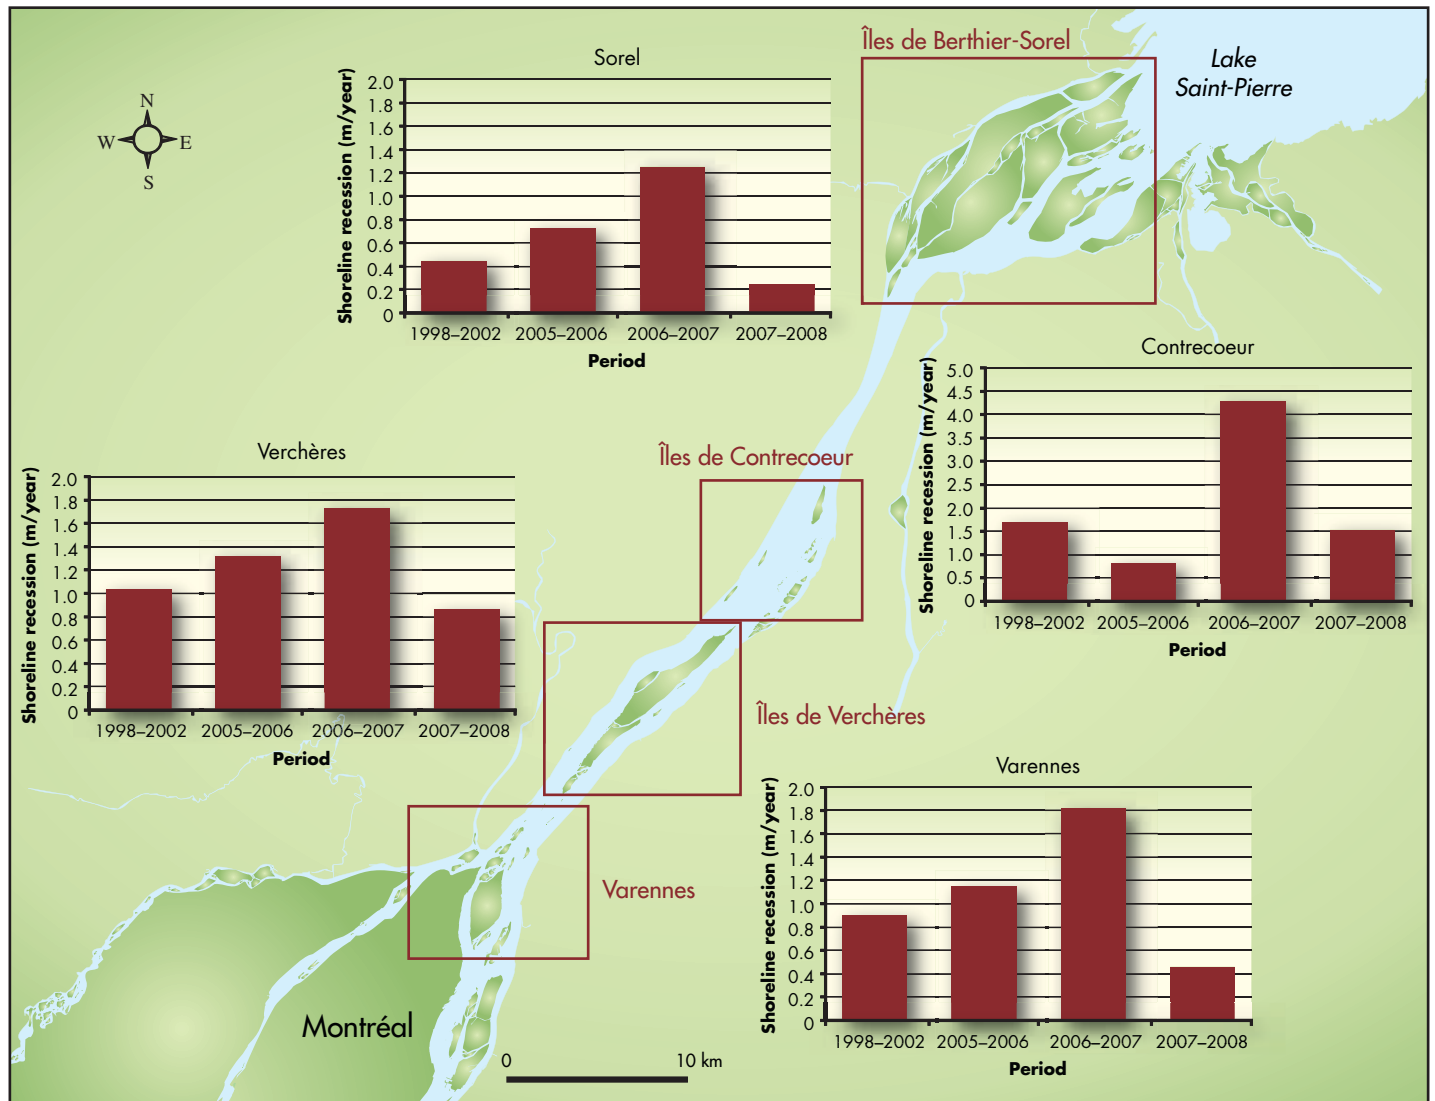 Îles de Berthier-Sorel
Lake
Saint-Pierre
N
W
E
S
Sorel
Shoreline recession (m/year)
2.0
1.8
1.6
1.4
1.2
1.0
0.8
0.6
0.4
0.2
0
1998–2002
2005–2006
2006–2007
2007–2008
Period
Contrecoeur
Shoreline recession (m/year)
5.0
4.5
4.0
3.5
3.0
2.5
2.0
1.5
1.0
0.5
0
1998–2002
2005–2006
2006–2007
2007–2008
Period
Îles de Contrecoeur
Verchères
Shoreline recession (m/year)
2.0
1.8
1.6
1.4
1.2
1.0
0.8
0.6
0.4
0.2
0
1998–2002
2005–2006
2006–2007
2007–2008
Period
Îles de Verchères
Varennes
Shoreline recession (m/year)
2.0
1.8
1.6
1.4
1.2
1.0
0.8
0.6
0.4
0.2
0
1998–2002
2005–2006
2006–2007
2007–2008
Period
Varennes
Montréal
0
10 km